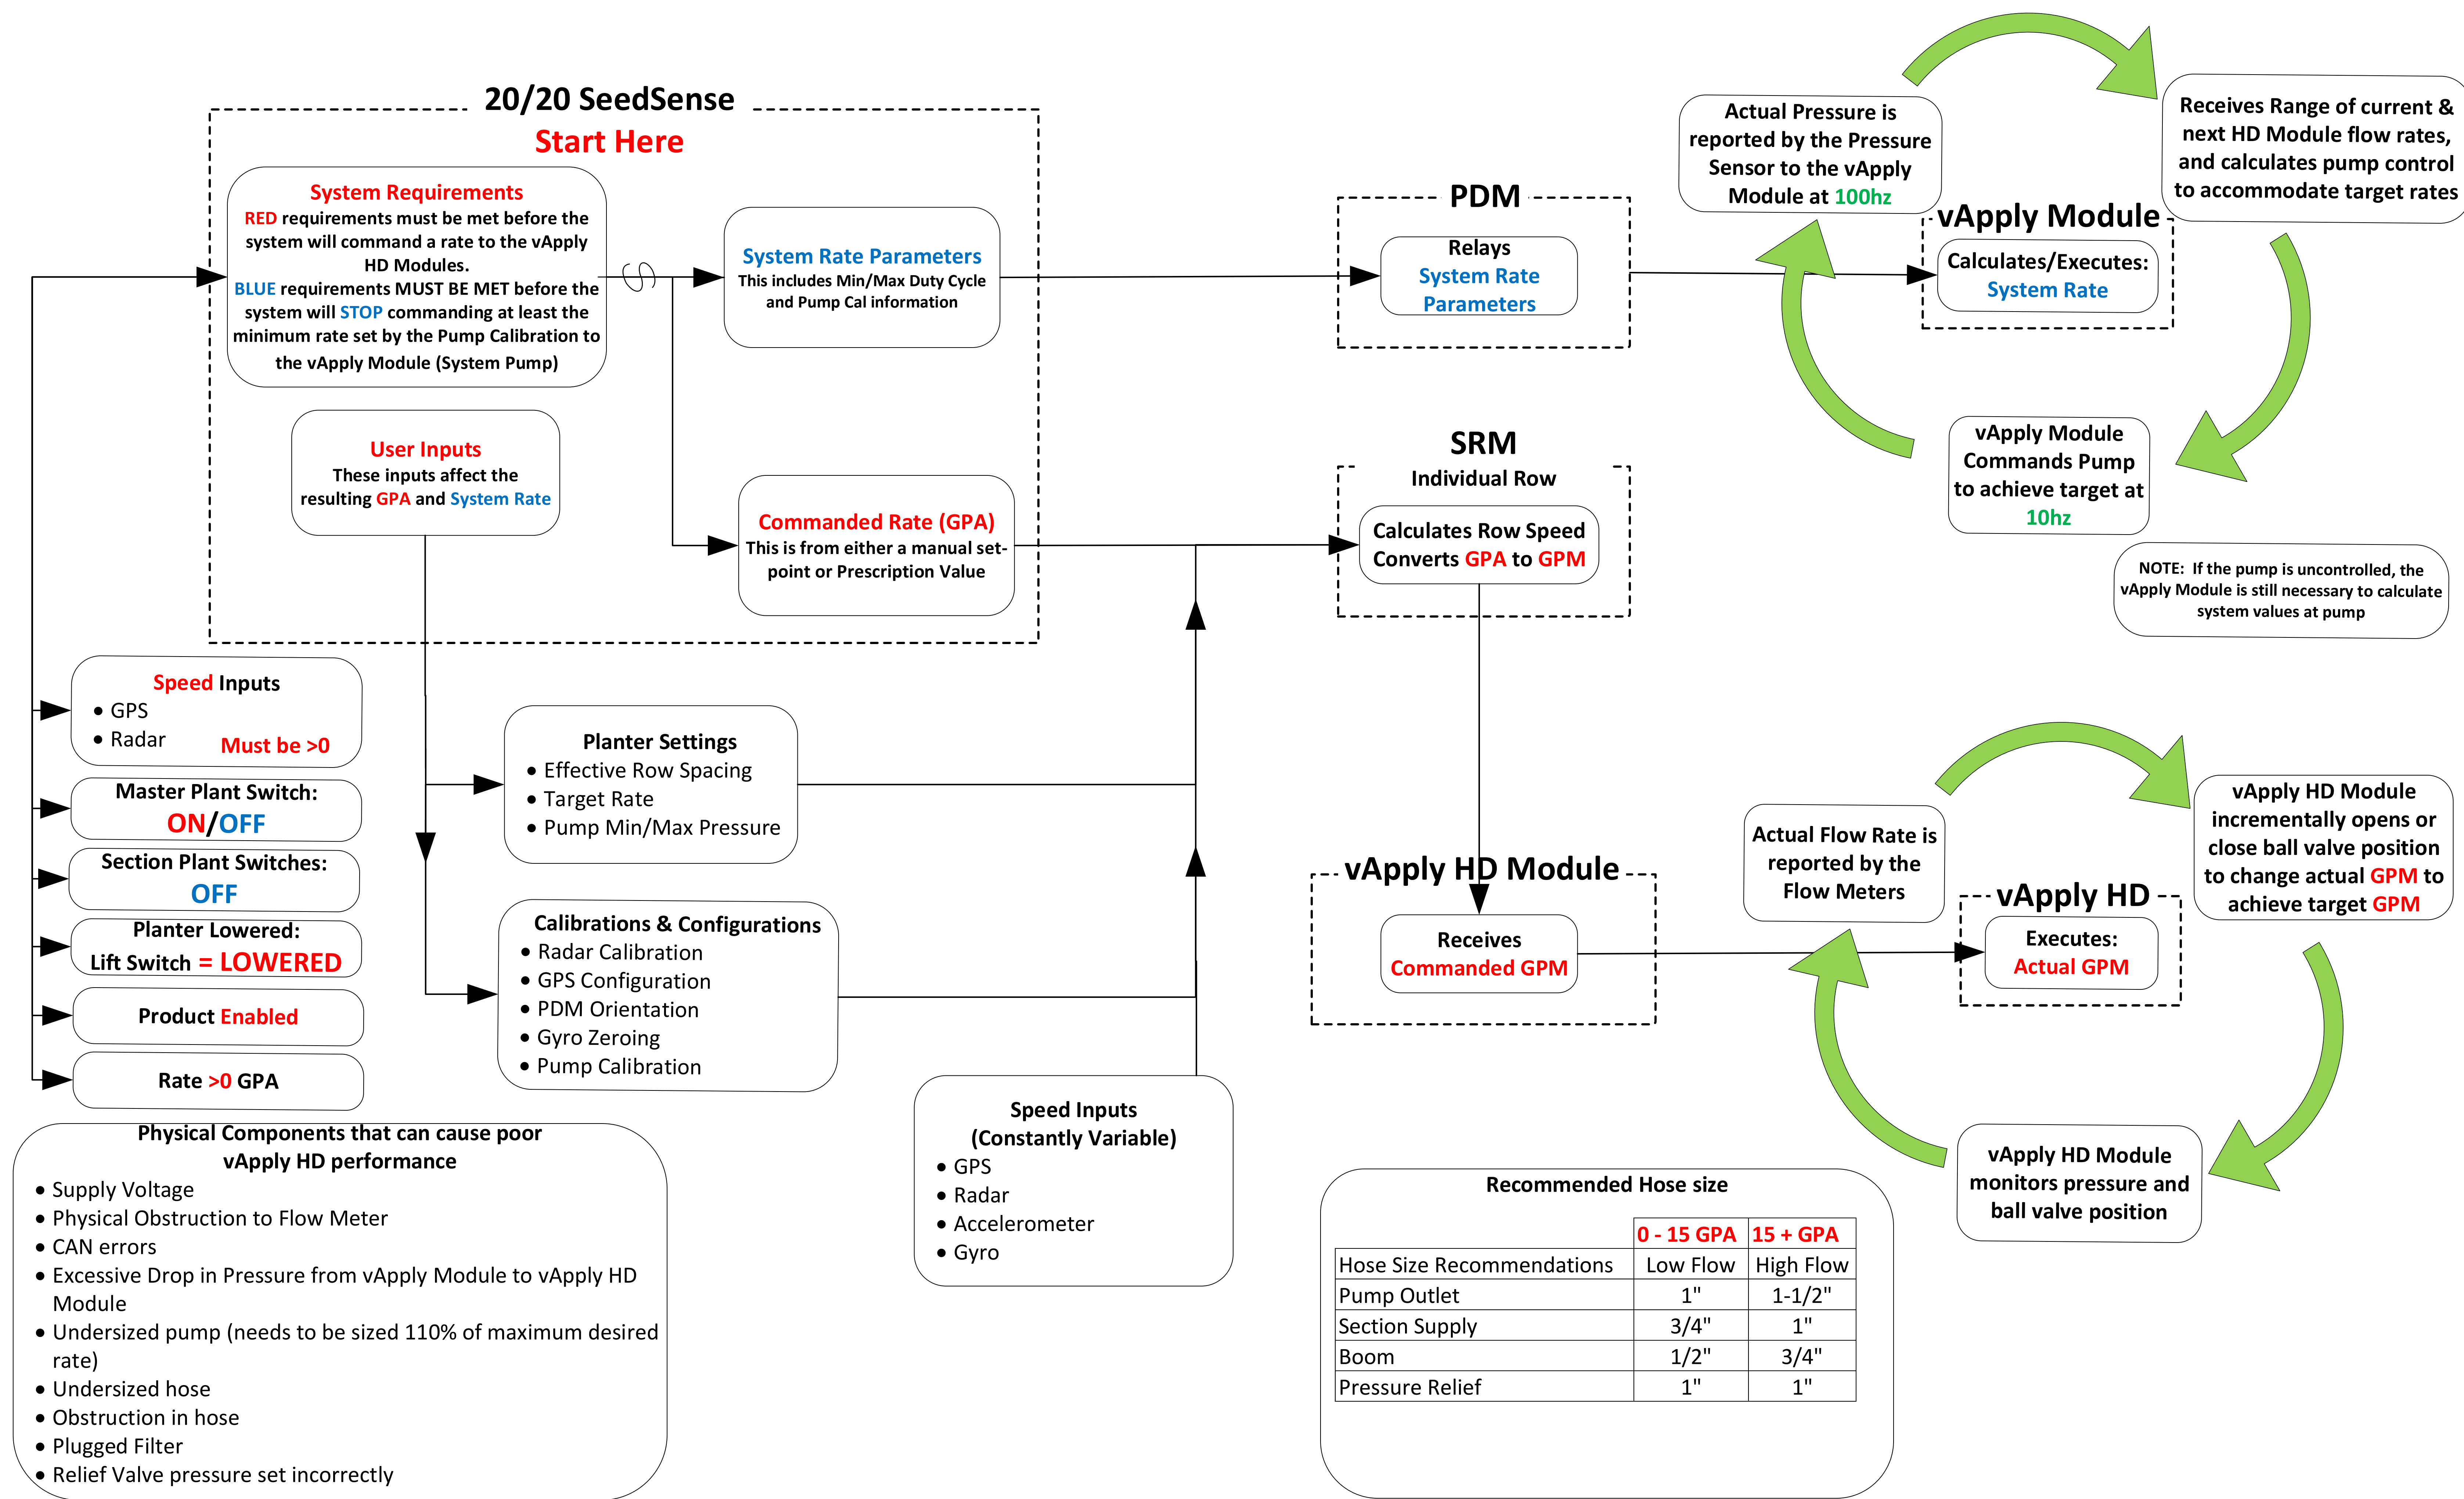 20/20 SeedSense
Start Here
System Requirements
RED requirements must be met before the
system will command a rate to the vApply
HD Modules.
BLUE requirements MUST BE MET before the
system will STOP commanding at least the
minimum rate set by the Pump Calibration to
the vApply Module (System Pump)
User Inputs
These inputs affect the
resulting GPA and System Rate
System Rate Parameters
This includes Min/Max Duty Cycle
and Pump Cal information
Commanded Rate (GPA)
This is from either a manual set-
point or Prescription Value
PDM
Relays
System Rate
Parameters
SRM
Individual Row
Calculates Row Speed
Converts GPA to GPM
Actual Pressure is
reported by the Pressure
Sensor to the vApply
Module at 100hz
Receives Range of current &
next HD Module flow rates,
and calculates pump control
to accommodate target rates
vApply Module
Calculates/Executes:
System Rate
vApply Module
Commands Pump
to achieve target at
10hz
NOTE: If the pump is uncontrolled, the
vApply Module is still necessary to calculate
system values at pump
Speed Inputs
• GPS
• Radar
Must be >0
Master Plant Switch:
ON/OFF
Section Plant Switches:
OFF
Planter Lowered:
Lift Switch = LOWERED
Product Enabled
Rate >0 GPA
Planter Settings
• Effective Row Spacing
• Target Rate
• Pump Min/Max Pressure
Calibrations & Configurations
• Radar Calibration
• GPS Configuration
• PDM Orientation
• Gyro Zeroing
• Pump Calibration
Speed Inputs
(Constantly Variable)
• GPS
• Radar
• Accelerometer
• Gyro
vApply HD Module
Receives
Commanded GPM
Actual Flow Rate is
reported by the
Flow Meters
vApply HD Module
incrementally opens or
close ball valve position
to change actual GPM to
achieve target GPM
vApply HD
Executes:
Actual GPM
vApply HD Module
monitors pressure and
ball valve position
Physical Components that can cause poor
vApply HD performance
• Supply Voltage
• Physical Obstruction to Flow Meter
• CAN errors
• Excessive Drop in Pressure from vApply Module to vApply HD
Module
• Undersized pump (needs to be sized 110% of maximum desired
rate)
• Undersized hose
• Obstruction in hose
• Plugged Filter
• Relief Valve pressure set incorrectly
Recommended Hose size
0 - 15 GPA 15 + GPA
Hose Size Recommendations Low Flow High Flow
Pump Outlet 1" 1-1/2"
Section Supply 3/4" 1"
Boom 1/2" 3/4"
Pressure Relief 1" 1"